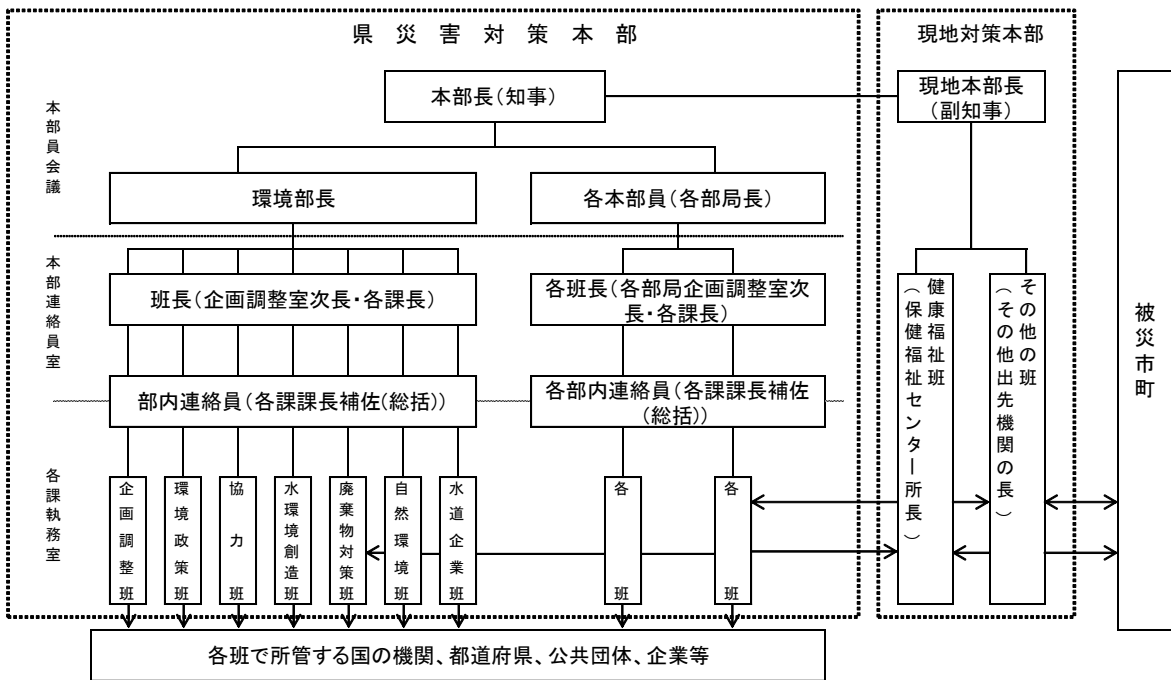 県災害対策本部
現地対策本部
本部員会議
本部長(知事)
現地本部長
(副知事)
環境部長
各本部員(各部局長)
本部連絡員室
班長(企画調整室次長・各課長)
各班長(各部局企画調整室次
長・各課長)
部内連絡員(各課課長補佐(総括))
各部内連絡員(各課課長補佐
(総括))
健康福祉班
(保健福祉センター所長)
その他の班
(その他出先機関の長)
被災市町
各課執務室
企画調整班
環境政策班
協力班
水環境創造班
廃棄物対策班
自然環境班
水道企業班
各班
各班
各班で所管する国の機関、都道府県、公共団体、企業等